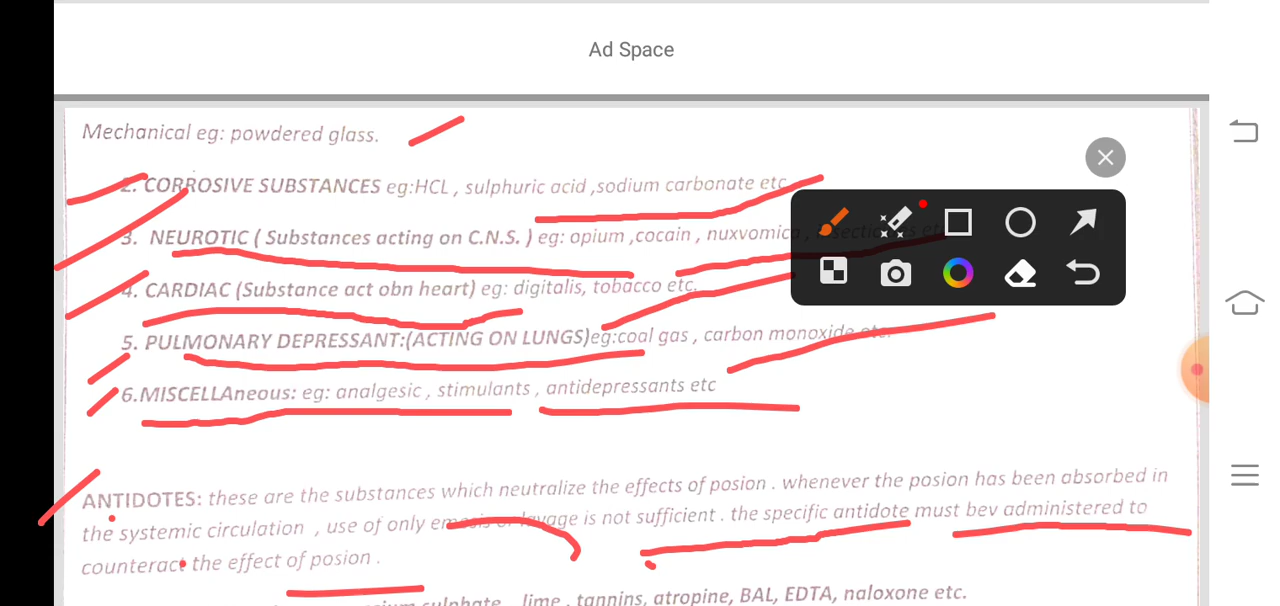 Ad Space
Mechanical eg: powdered glass.
2. CORROSIVE SUBSTANCES eg:HCL , sulphuric acid ,sodium carbonate etc
3. NEUROTIC ( Substances acting on C.N.S. ) eg: opium ,cocain , nuxvomica
4. CARDIAC (Substance act obn heart) eg: digitalis, tobacco etc.
5. PULMONARY DEPRESSANT:(ACTING ON LUNGS)eg:coal gas , carbon monoxide etc.
6.MISCELLAneous: eg: analgesic , stimulants , antidepressants etc
ANTIDOTES: these are the substances which neutralize the effects of posion . whenever the posion has been absorbed in
the systemic circulation , use of only emesis or lavage is not sufficient . the specific antidote must bev administered to
counteract the effect of posion .
sulphate , lime , tannins, atropine, BAL, EDTA, naloxone etc.